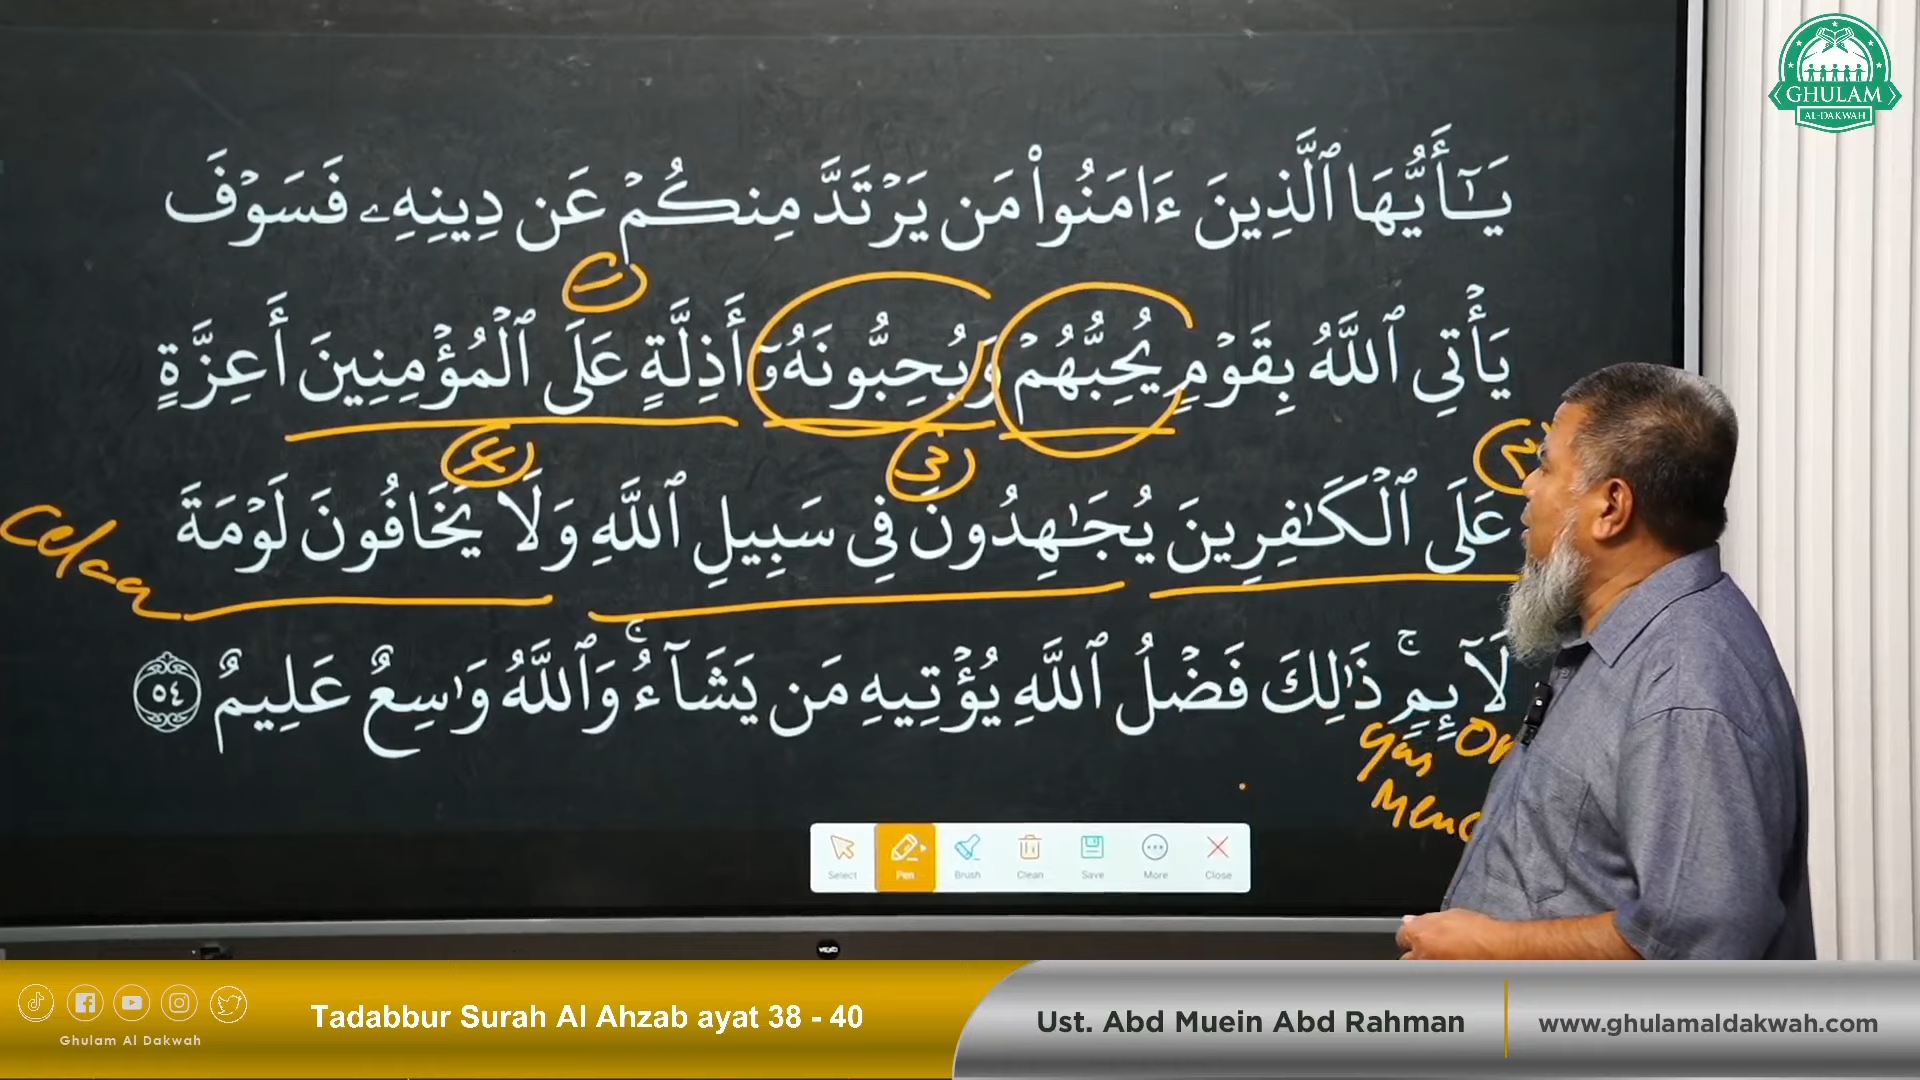 GHULAM
AL-DAKWAH
يَـٰٓأَيُّهَا ٱلَّذِينَ ءَامَنُوا۟ مَن يَرْتَدَّ مِنكُمْ عَن دِينِهِۦ فَسَوْفَ
يَأْتِى ٱللَّهُ بِقَوْمٍ يُحِبُّهُمْ وَيُحِبُّونَهُۥٓ أَذِلَّةٍ عَلَى ٱلْمُؤْمِنِينَ أَعِزَّةٍ
عَلَى ٱلْكَـٰفِرِينَ يُجَـٰهِدُونَ فِى سَبِيلِ ٱللَّهِ وَلَا يَخَافُونَ لَوْمَةَ
celaan
لَآئِمٍ ۚ ذَٰلِكَ فَضْلُ ٱللَّهِ يُؤْتِيهِ مَن يَشَآءُ ۚ وَٱللَّهُ وَٰسِعٌ عَلِيمٌ ٥٤
Select Pen Brush Clean Save More Close
Ghulam Al Dakwah
Tadabbur Surah Al Ahzab ayat 38 - 40
Ust. Abd Muein Abd Rahman
www.ghulamaldakwah.com